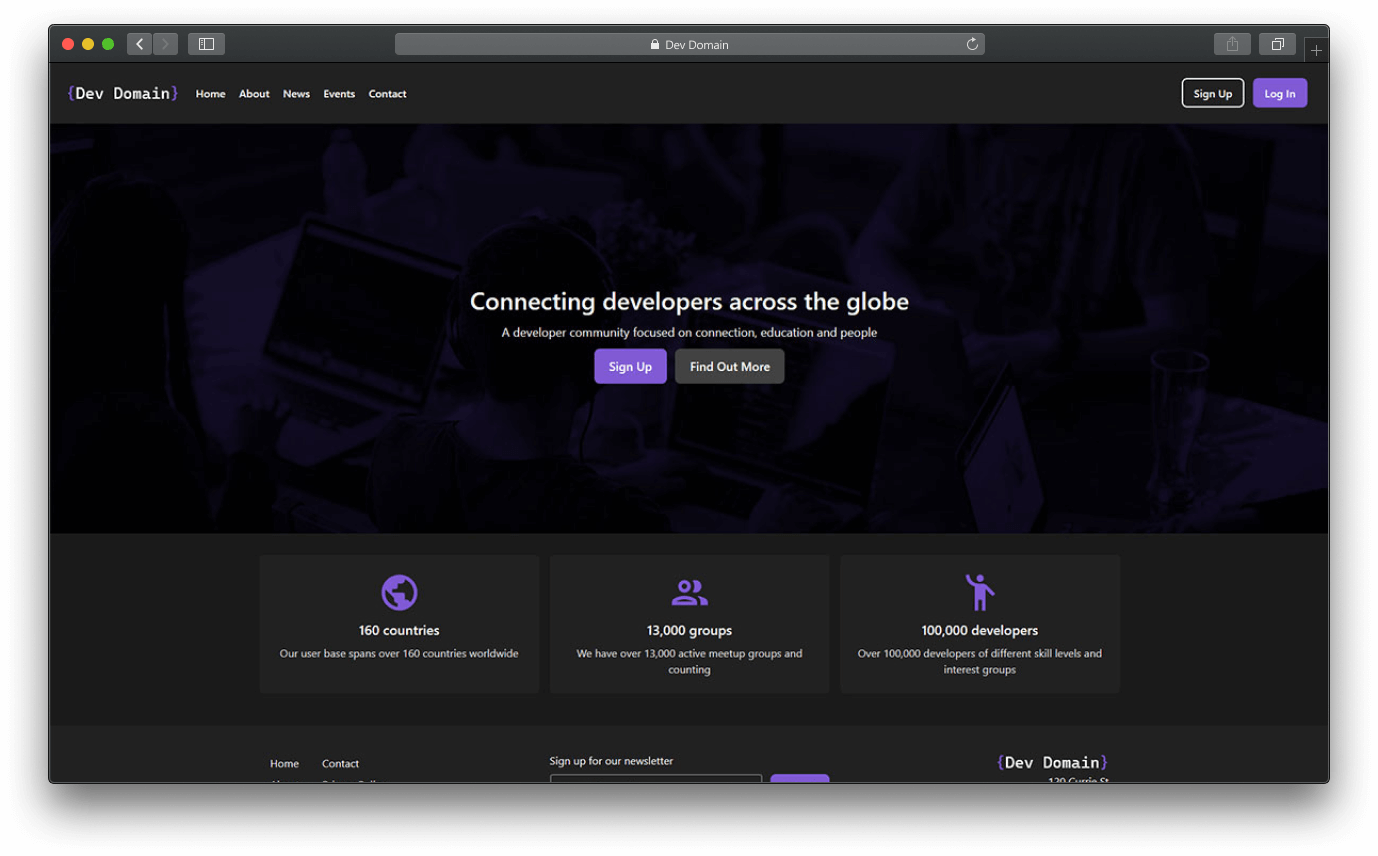 Dev Domain
{Dev Domain} Home About News Events Contact Sign Up Log In
Connecting developers across the globe
A developer community focused on connection, education and people
Sign Up Find Out More
160 countries
Our user base spans over 160 countries worldwide
13,000 groups
We have over 13,000 active meetup groups and
counting
100,000 developers
Over 100,000 developers of different skill levels and
interest groups
Home Contact
Sign up for our newsletter
{Dev Domain}